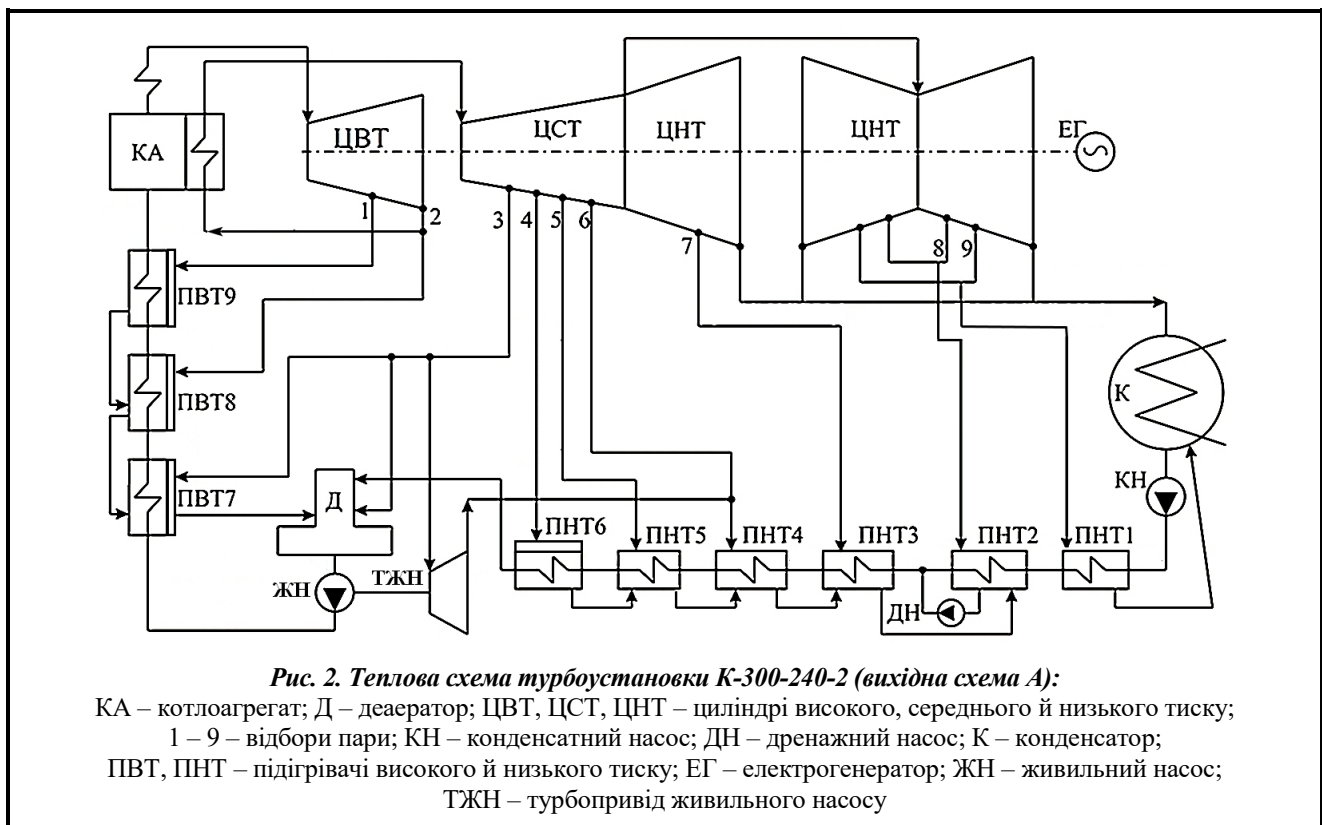 КА
ЦВТ
ЦСТ
ЦНТ
ЦНТ
ЕГ
1
2
3
4
5
6
7
8
9
ПВТ9
ПВТ8
ПВТ7
Д
К
КН
ПНТ6
ПНТ5
ПНТ4
ПНТ3
ПНТ2
ПНТ1
ТЖН
ЖН
ДН
Рис. 2. Теплова схема турбоустановки К-300-240-2 (вихідна схема А):
КА – котлоагрегат; Д – деаератор; ЦВТ, ЦСТ, ЦНТ – циліндрі високого, середнього й низького тиску;
1 – 9 – відбори пари; КН – конденсатний насос; ДН – дренажний насос; К – конденсатор;
ПВТ, ПНТ – підігрівачі високого й низького тиску; ЕГ – електрогенератор; ЖН – живильний насос;
ТЖН – турбопривід живильного насосу